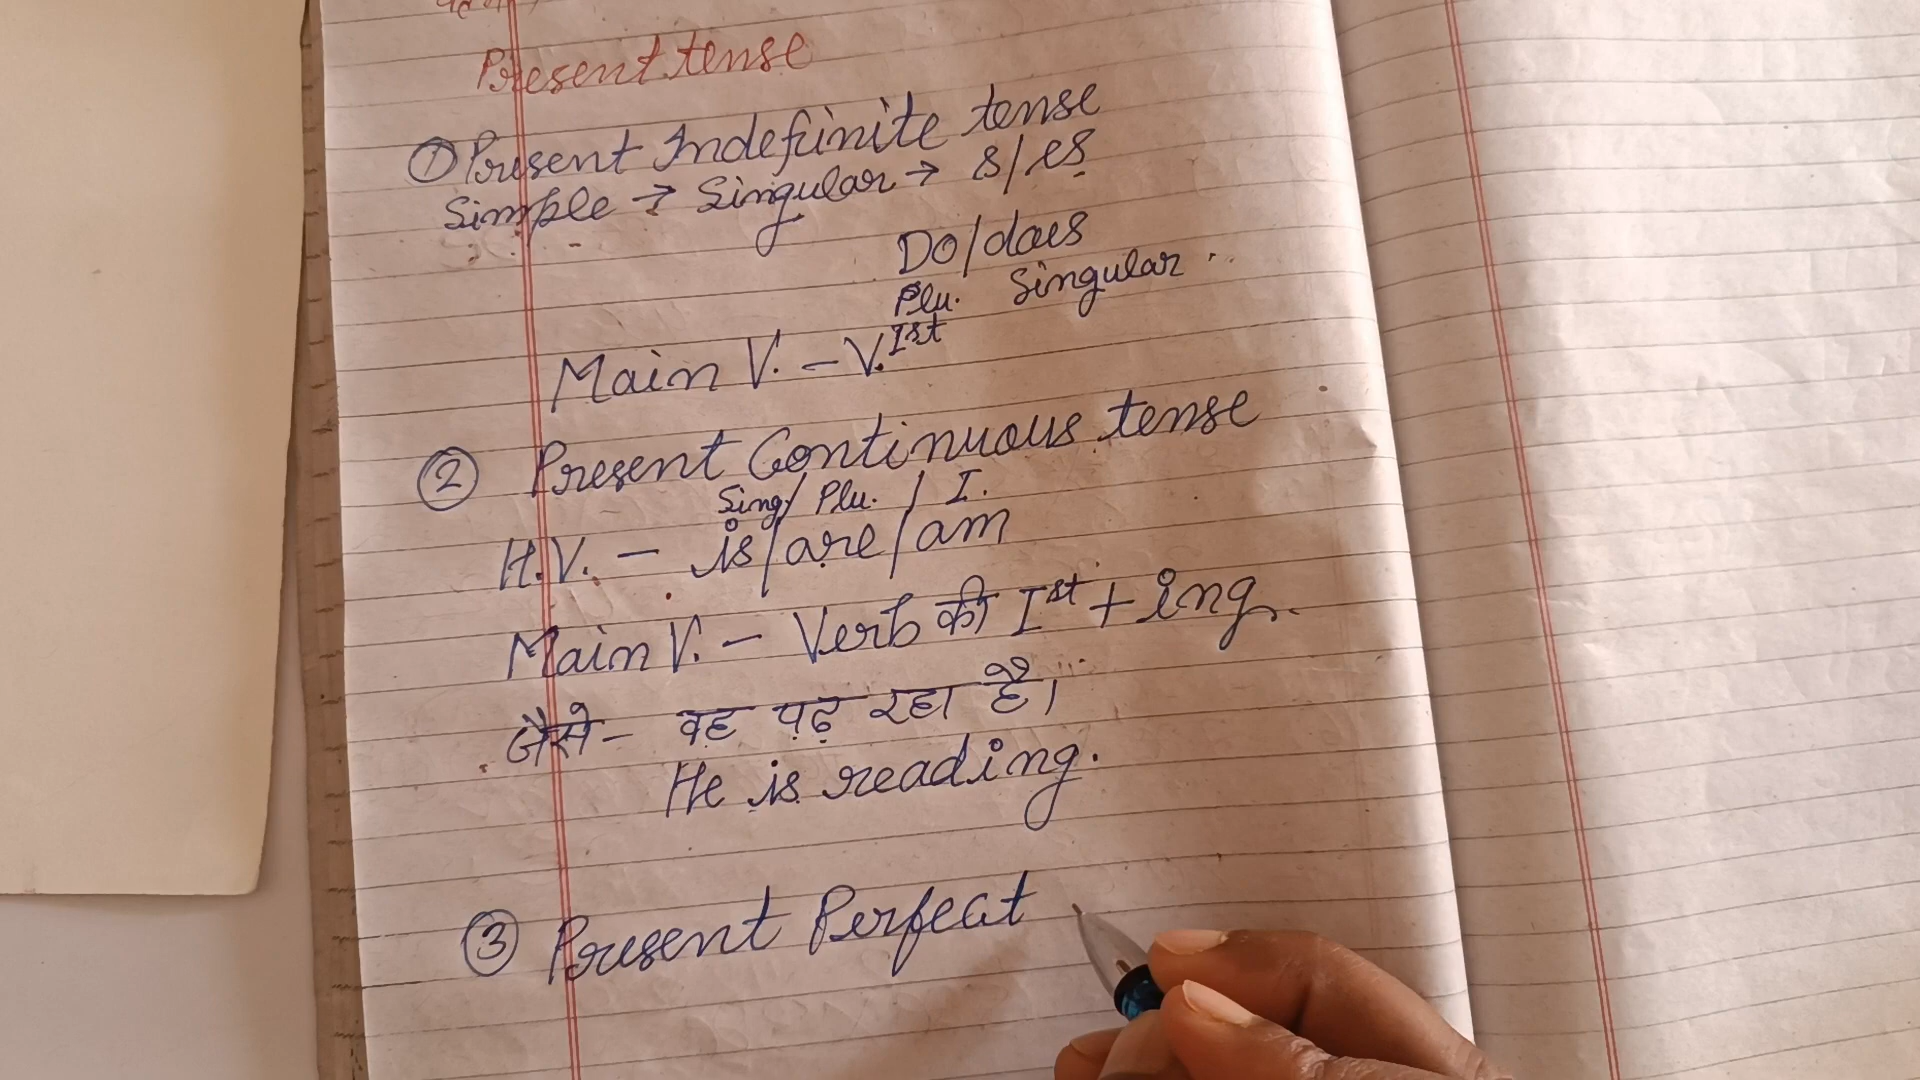 Present tense
① Present Indefinite tense
Simple → Singular → s/es
Do/does
Plu. Singular
Main V. - V.Ist
② Present Continuous tense
Sing/ Plu. / I.
H.V. - is/are/am
Main V. - Verb की Ist + ing.
जैसे- वह पढ़ रहा है।
He is reading.
③ Present Perfect